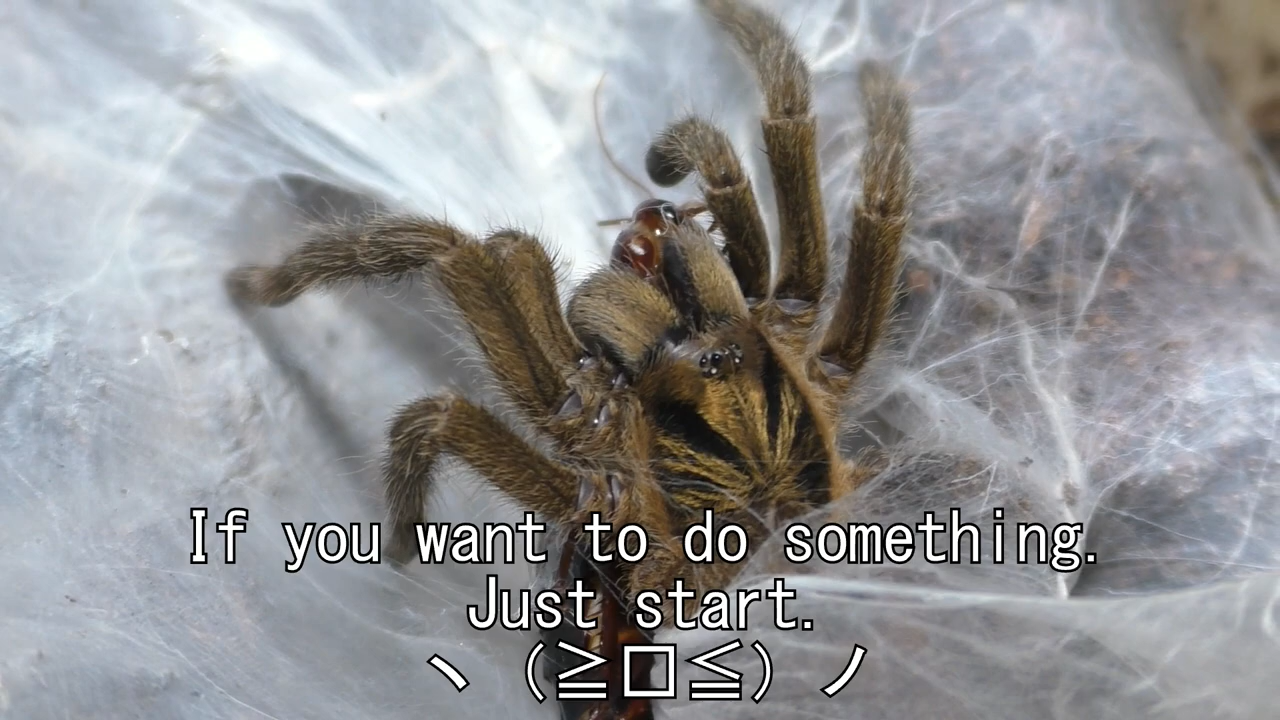 If you want to do something.
Just start.
ヽ（≧□≦）ノ